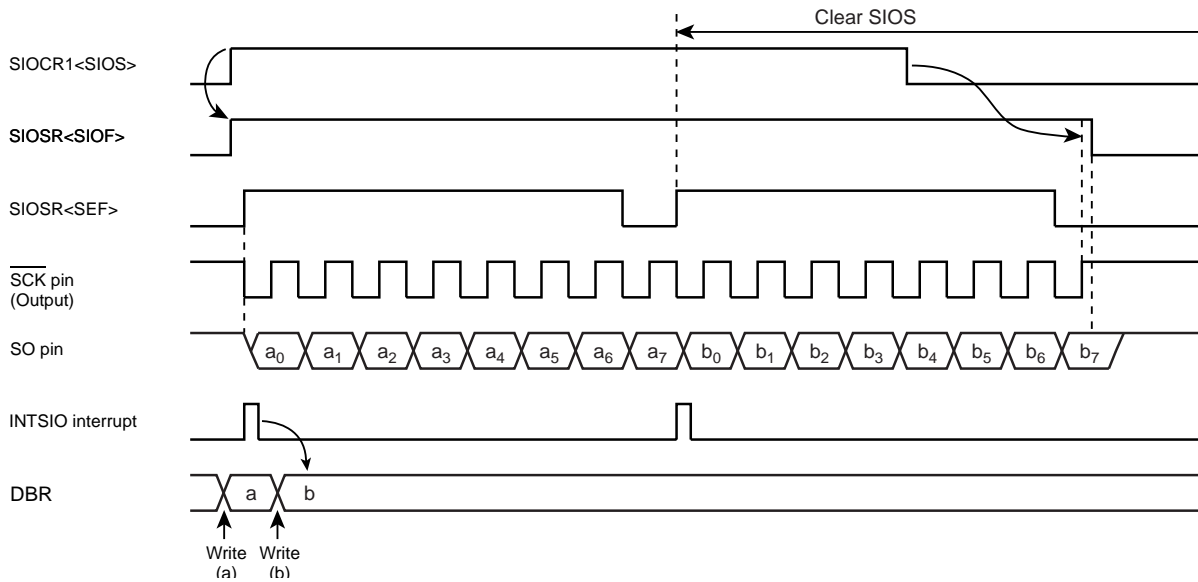 Clear SIOS
SIOCR1<SIOS>
SIOSR<SIOF>
SIOSR<SEF>
SCK pin
(Output)
SO pin
a0 a1 a2 a3 a4 a5 a6 a7 b0 b1 b2 b3 b4 b5 b6 b7
INTSIO interrupt
DBR
a b
Write Write
(a) (b)